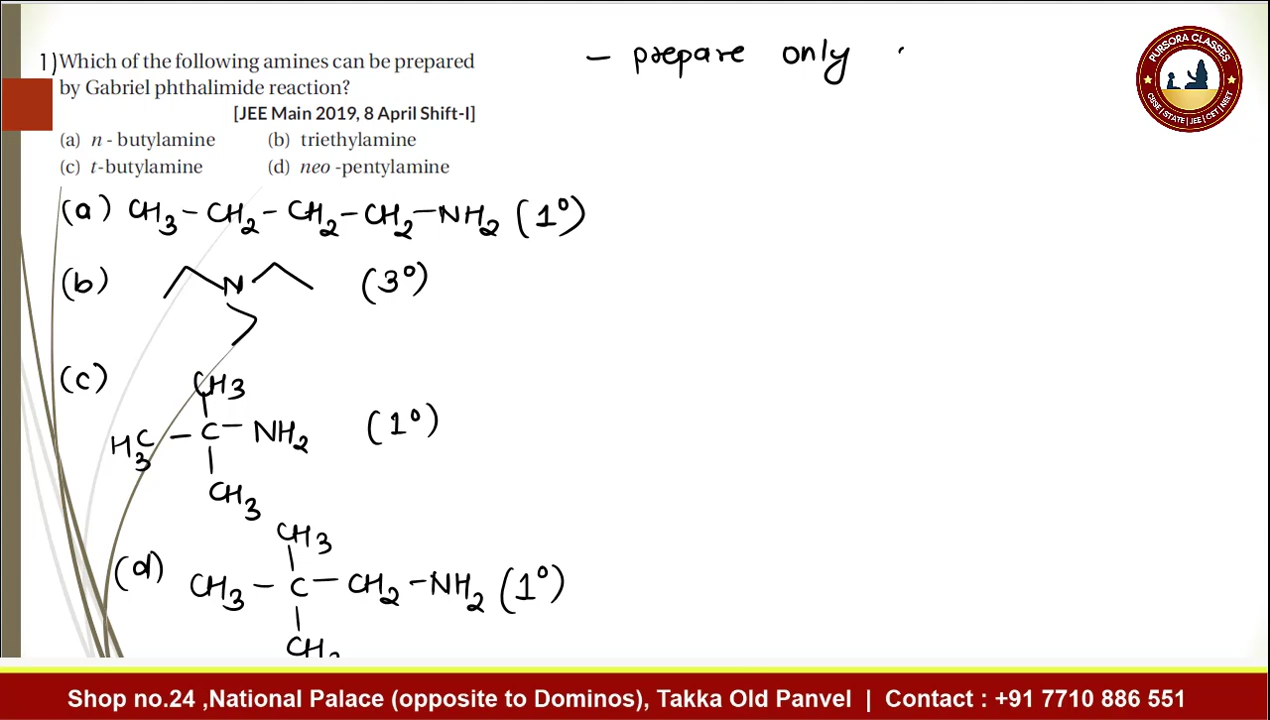 1) Which of the following amines can be prepared
by Gabriel phthalimide reaction?
[JEE Main 2019, 8 April Shift-I]
(a) n - butylamine (b) triethylamine
(c) t-butylamine (d) neo -pentylamine
– prepare only
PURSORA CLASSES
CBSE | STATE | JEE | CET | NEET
(a) CH3 – CH2 – CH2 – CH2 – NH2 (1°)
(b) N (3°)
(c) CH3
H3C – C – NH2 (1°)
CH3
CH3
(d) CH3 – C – CH2 – NH2 (1°)
CH3
Shop no.24 ,National Palace (opposite to Dominos), Takka Old Panvel | Contact : +91 7710 886 551